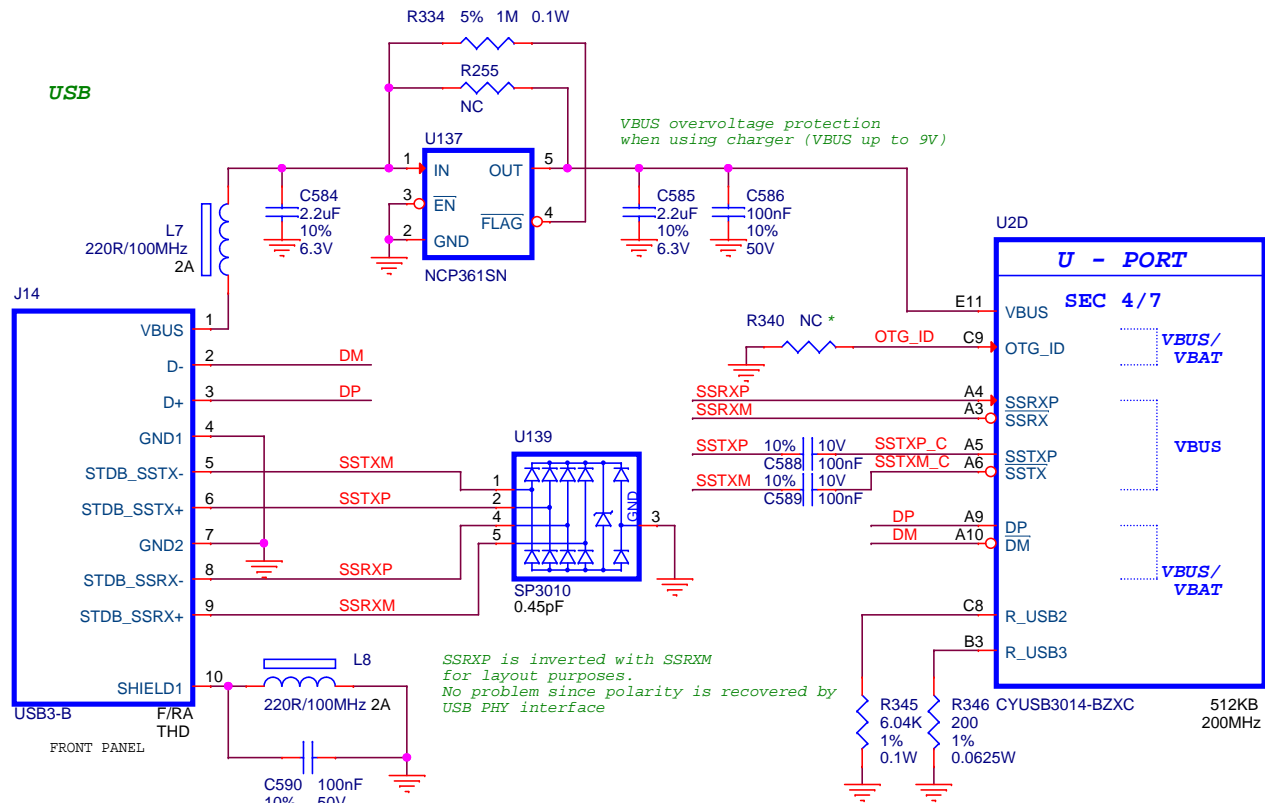 R334 5% 1M 0.1W
USB
R255
NC
VBUS overvoltage protection
when using charger (VBUS up to 9V)
U137
1 IN OUT 5
3 EN
FLAG 4
2 GND
NCP361SN
C584
2.2uF
10%
6.3V
C585
2.2uF
10%
6.3V
C586
100nF
10%
50V
L7
220R/100MHz
2A
U2D
U - PORT
SEC 4/7
J14
VBUS 1
D- 2 DM
D+ 3 DP
GND1 4
STDB_SSTX- 5 SSTXM
STDB_SSTX+ 6 SSTXP
GND2 7
STDB_SSRX- 8 SSRXP
STDB_SSRX+ 9 SSRXM
SHIELD1 10
USB3-B
F/RA
THD
FRONT PANEL
U139
1
2
4
5
GND 3
SP3010
0.45pF
L8
220R/100MHz 2A
C590 100nF
10% 50V
SSRXP is inverted with SSRXM
for layout purposes.
No problem since polarity is recovered by
USB PHY interface
E11 VBUS
R340 NC *
OTG_ID C9 OTG_ID
VBUS/
VBAT
SSRXP A4 SSRXP
SSRXM A3 SSRX
SSTXP 10% 10V SSTXP_C A5 SSTXP
C588 100nF
SSTXM 10% 10V SSTXM_C A6 SSTX
C589 100nF
VBUS
DP A9 DP
DM A10 DM
VBUS/
VBAT
C8 R_USB2
B3 R_USB3
R345
6.04K
1%
0.1W
R346
200
1%
0.0625W
CYUSB3014-BZXC
512KB
200MHz